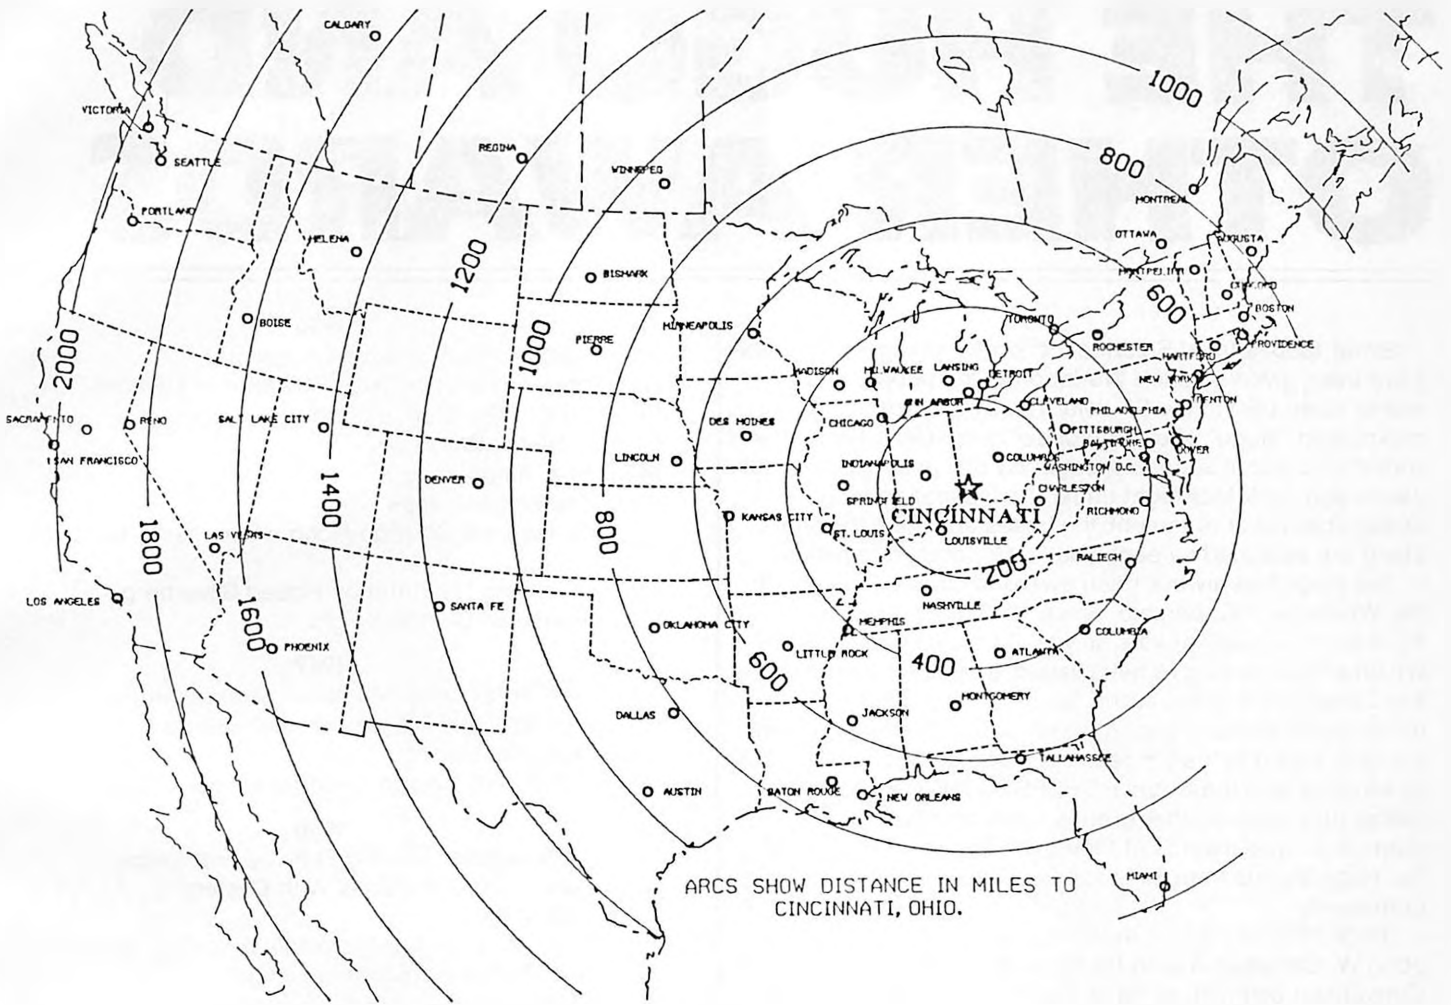 CALGARY
1000
VICTORIA
SEATTLE
REGINA
WINNEPEG
800
MONTREAL
PORTLAND
HELENA
1200
OTTAWA
AUGUSTA
BISMARK
MONTPELIER
CONCORD
600
BOSTON
BOISE
MINNEAPOLIS
TORONTO
2000
1000
PIERRE
ROCHESTER
PROVIDENCE
HARTFORD
MADISON
MILWAUKEE
LANSING
DETROIT
NEW YORK
ANN ARBOR
CLEVELAND
TRENTON
PHILADELPHIA
SACRAMENTO
RENO
SALT LAKE CITY
DES MOINES
CHICAGO
PITTSBURGH
BALTIMORE
DOVER
SAN FRANCISCO
LINCOLN
INDIANAPOLIS
COLUMBUS
WASHINGTON D.C.
DENVER
1400
SPRINGFIELD
CHARLESTON
CINCINNATI
RICHMOND
1800
800
KANSAS CITY
ST. LOUIS
LOUISVILLE
LAS VEGAS
200
RALIEGH
LOS ANGELES
SANTA FE
NASHVILLE
1600
OKLAHOMA CITY
MEMPHIS
COLUMBIA
PHOENIX
LITTLE ROCK
600
400
ATLANTA
MONTGOMERY
DALLAS
JACKSON
TALLAHASSEE
AUSTIN
BATON ROUGE
NEW ORLEANS
MIAMI
ARCS SHOW DISTANCE IN MILES TO
CINCINNATI, OHIO.